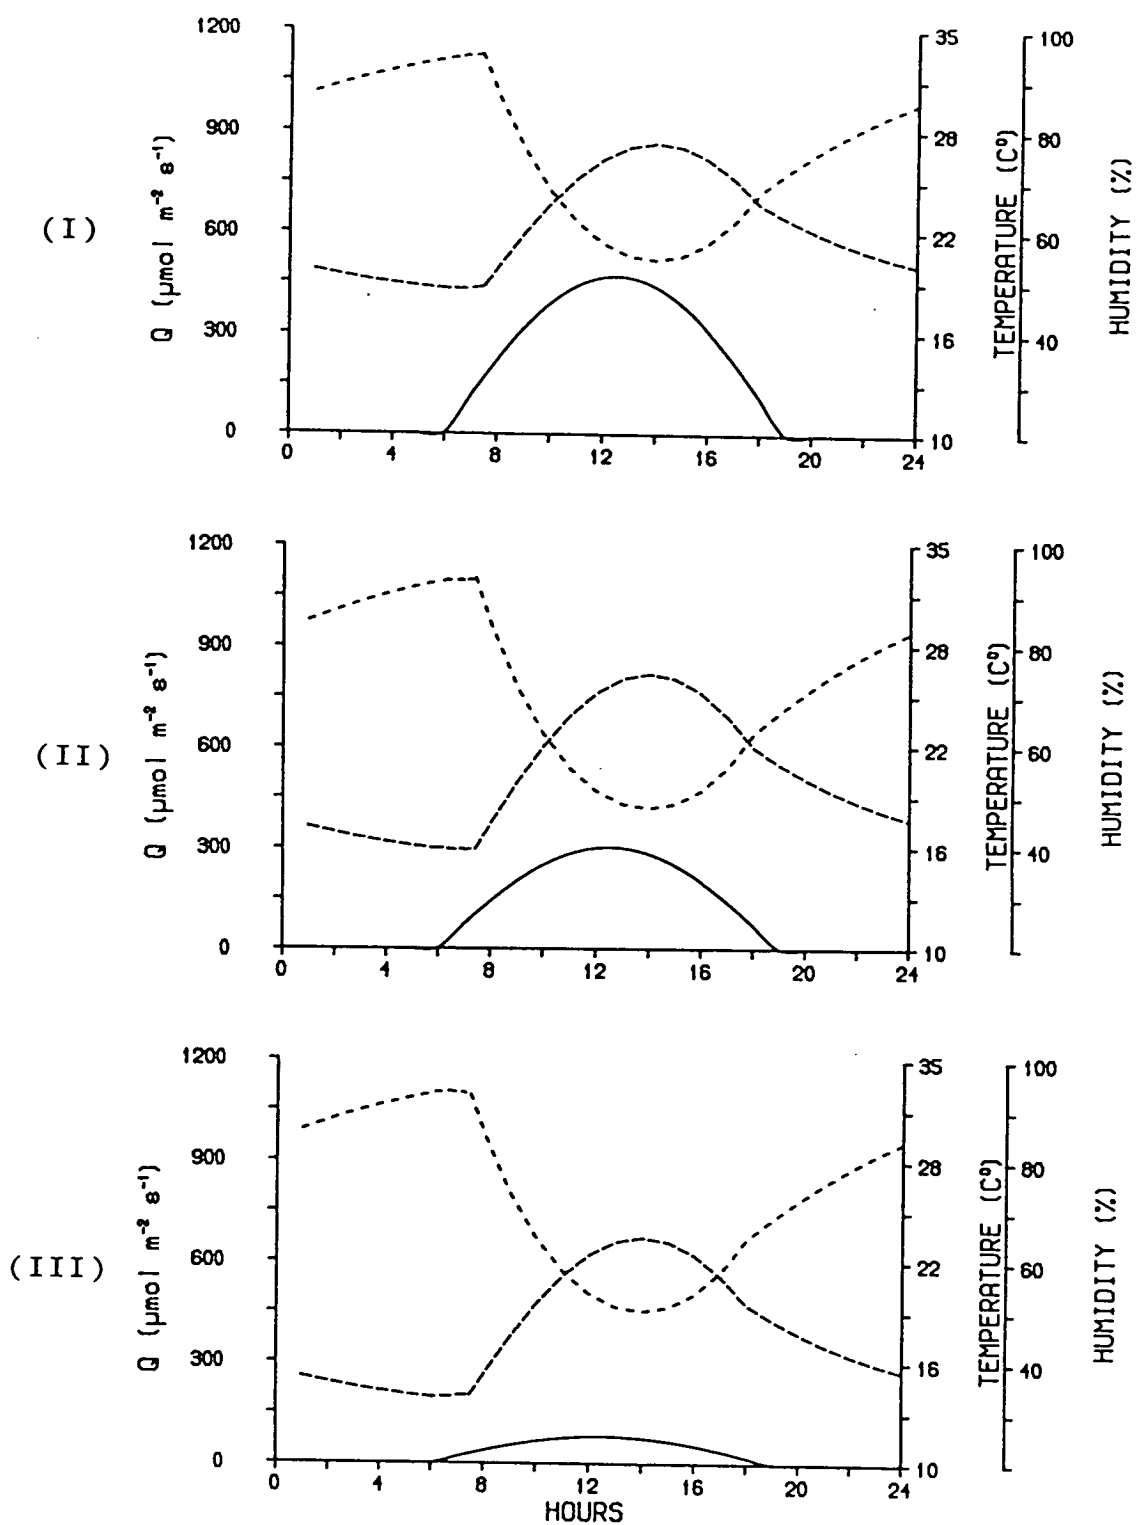 (I)
Q (μmol m⁻² s⁻¹)
1200
900
600
300
0
0 4 8 12 16 20 24
35
28
22
16
10
TEMPERATURE (C°)
100
80
60
40
HUMIDITY (%)
(II)
Q (μmol m⁻² s⁻¹)
1200
900
600
300
0
0 4 8 12 16 20 24
35
28
22
16
10
TEMPERATURE (C°)
100
80
60
40
HUMIDITY (%)
(III)
Q (μmol m⁻² s⁻¹)
1200
900
600
300
0
0 4 8 12 16 20 24
HOURS
35
28
22
16
10
TEMPERATURE (C°)
100
80
60
40
HUMIDITY (%)